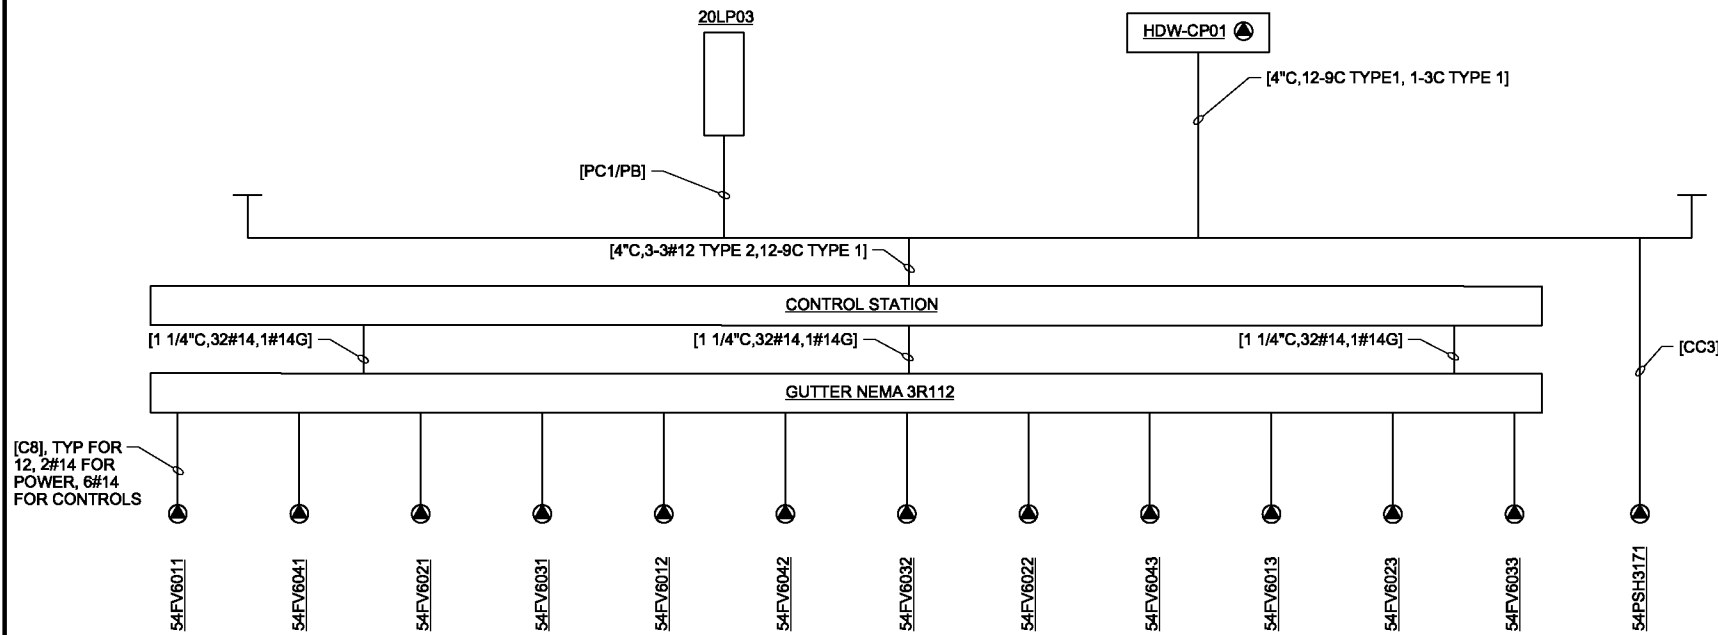 20LP03
HDW-CP01
[4"C,12-9C TYPE1, 1-3C TYPE 1]
[PC1/PB]
[4"C,3-3#12 TYPE 2,12-9C TYPE 1]
CONTROL STATION
[1 1/4"C,32#14,1#14G]
[1 1/4"C,32#14,1#14G]
[1 1/4"C,32#14,1#14G]
[CC3]
GUTTER NEMA 3R112
[C8], TYP FOR
12, 2#14 FOR
POWER, 6#14
FOR CONTROLS
54FV6011
54FV6041
54FV6021
54FV6031
54FV6012
54FV6042
54FV6032
54FV6022
54FV6043
54FV6013
54FV6023
54FV6033
54PSH3171